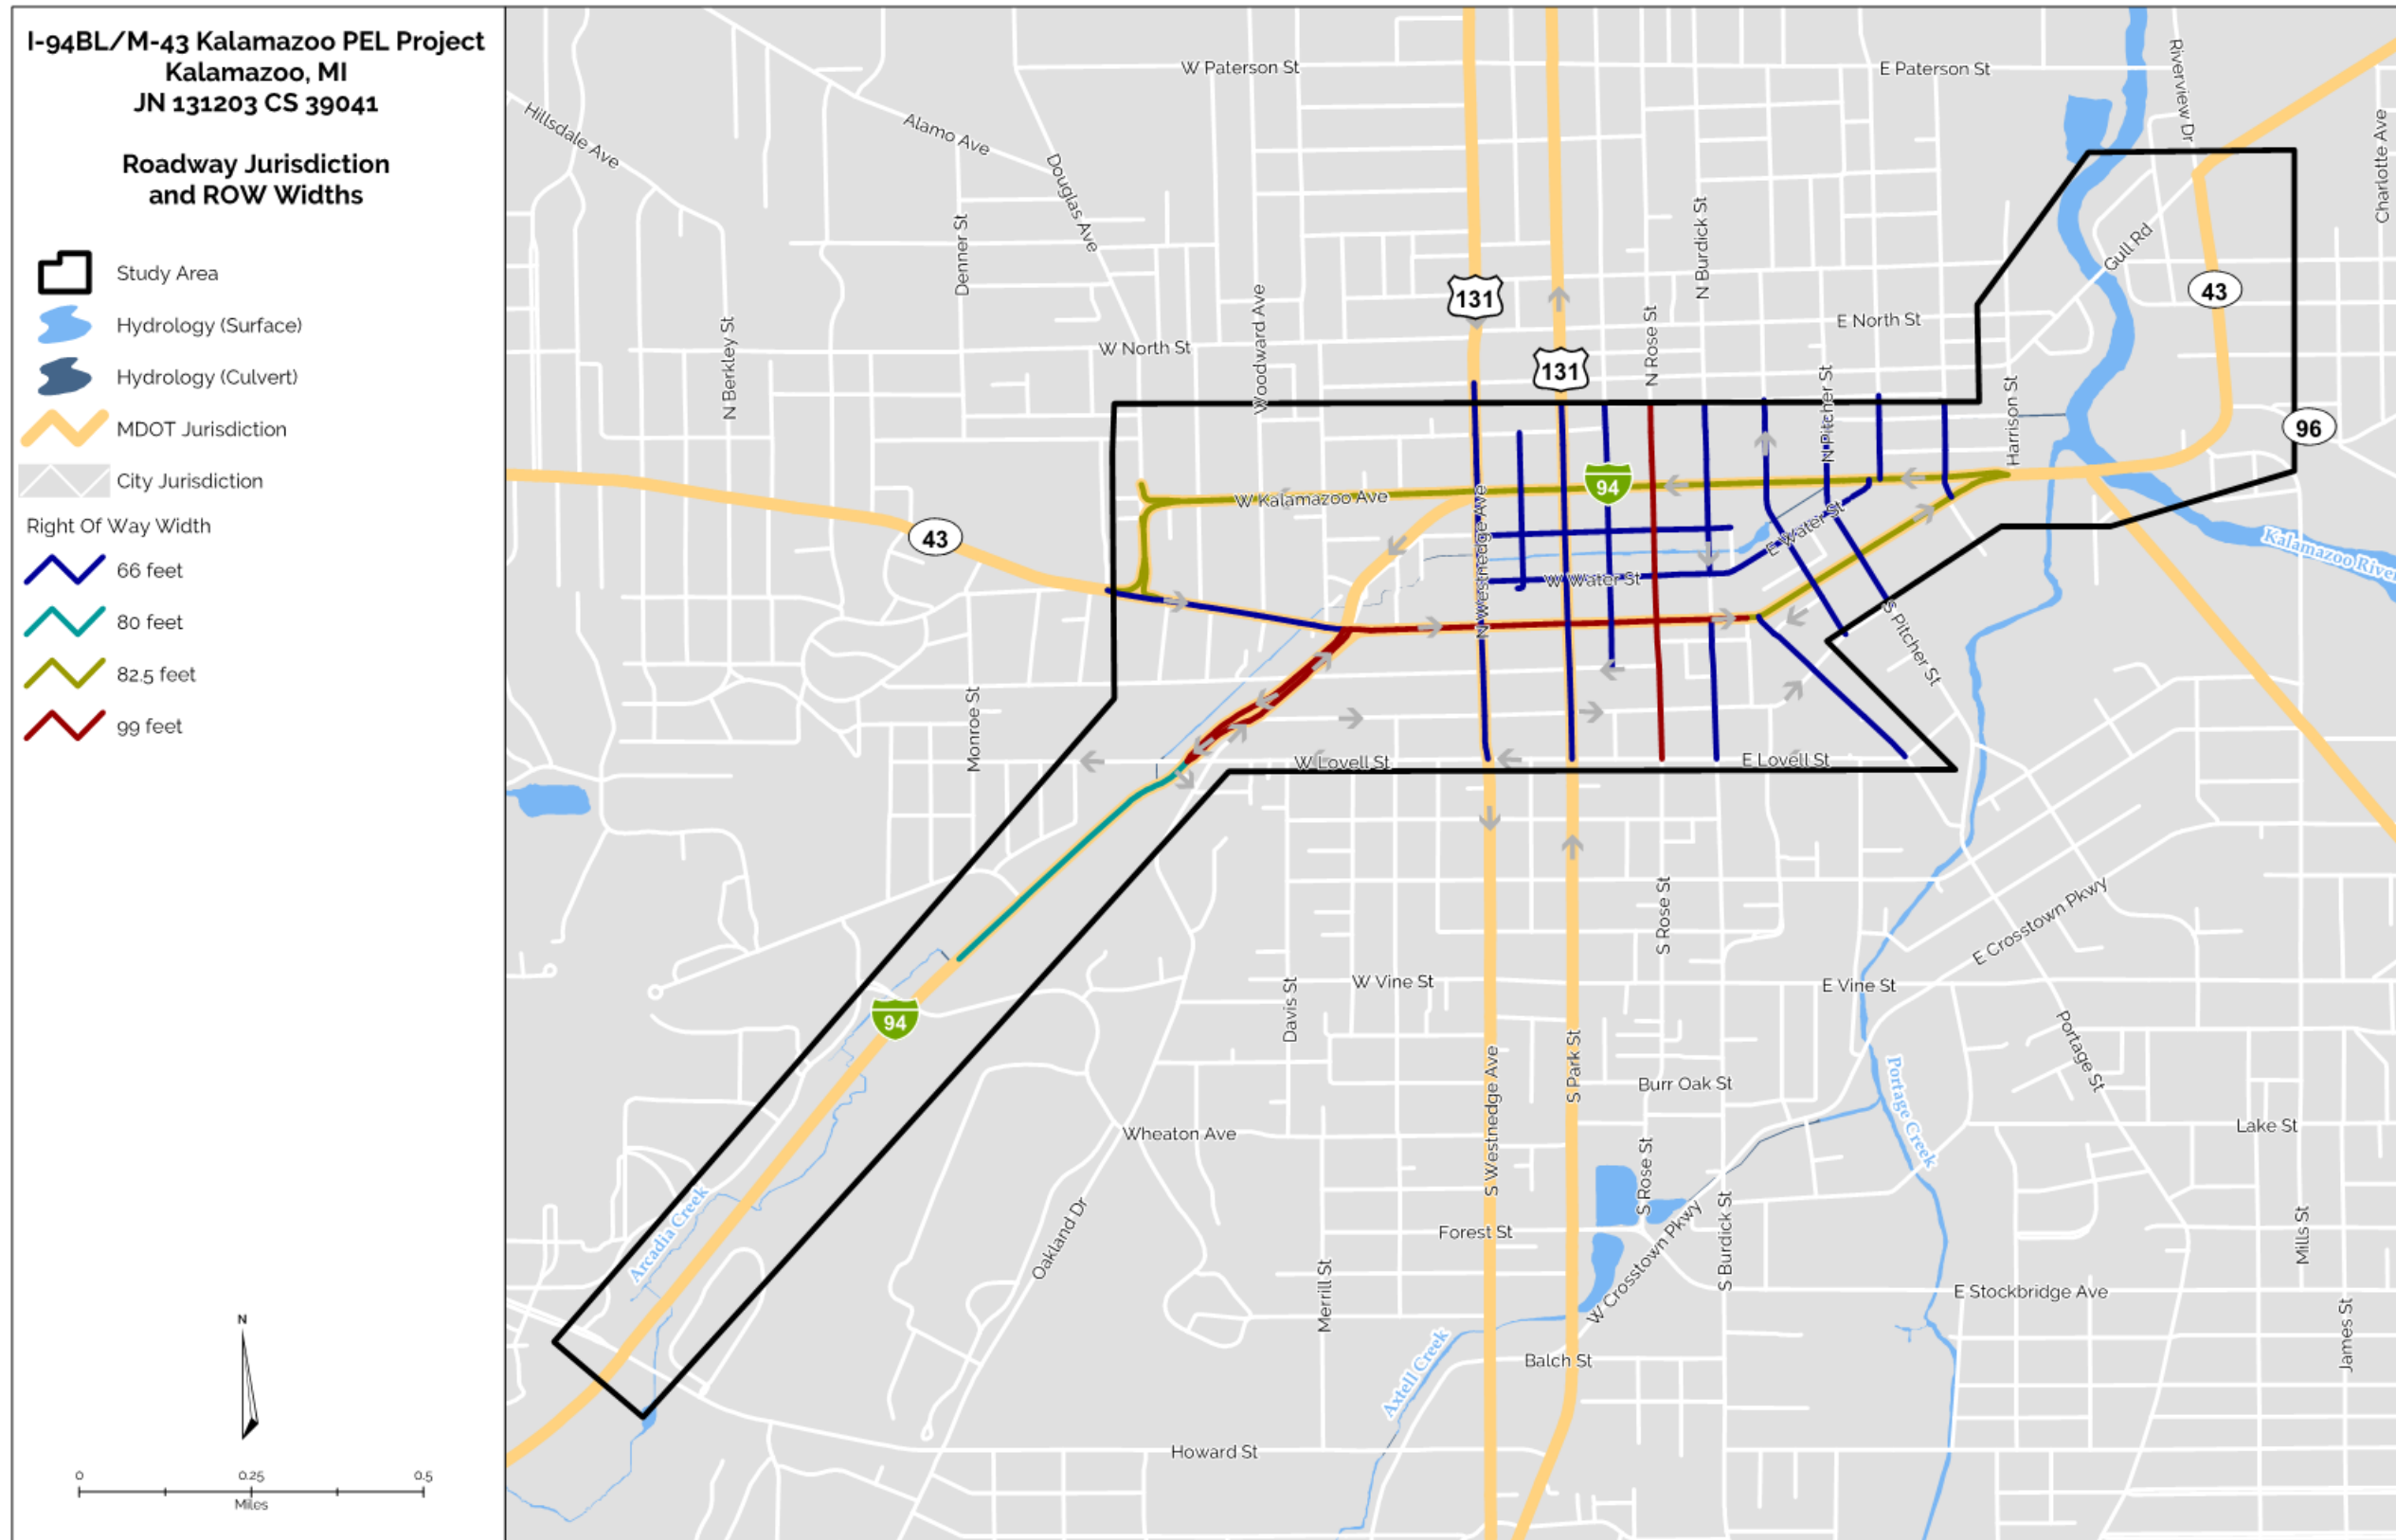 I-94BL/M-43 Kalamazoo PEL Project
Kalamazoo, MI
JN 131203 CS 39041
Roadway Jurisdiction
and ROW Widths
Study Area
Hydrology (Surface)
Hydrology (Culvert)
MDOT Jurisdiction
City Jurisdiction
Right Of Way Width
66 feet
80 feet
82.5 feet
99 feet
N
0
0.25
0.5
Miles
W Paterson St
E Paterson St
Riverview Dr
Hillsdale Ave
Alamo Ave
Douglas Ave
Charlotte Ave
Denner St
N Burdick St
Gull Rd
131
43
Woodward Ave
N Berkley St
W North St
N Rose St
E North St
131
N Pitcher St
Harrison St
96
94
W Kalamazoo Ave
N Westnedge Ave
43
E Water St
Kalamazoo River
W Water St
S Pitcher St
Monroe St
W Lovell St
E Lovell St
S Rose St
E Crosstown Pkwy
W Vine St
E Vine St
Davis St
94
S Westnedge Ave
S Park St
Burr Oak St
Portage St
Portage Creek
Wheaton Ave
Lake St
Arcadia Creek
Oakland Dr
S Rose St
Forest St
W Crosstown Pkwy
S Burdick St
Mills St
Merrill St
E Stockbridge Ave
James St
Axtell Creek
Balch St
Howard St